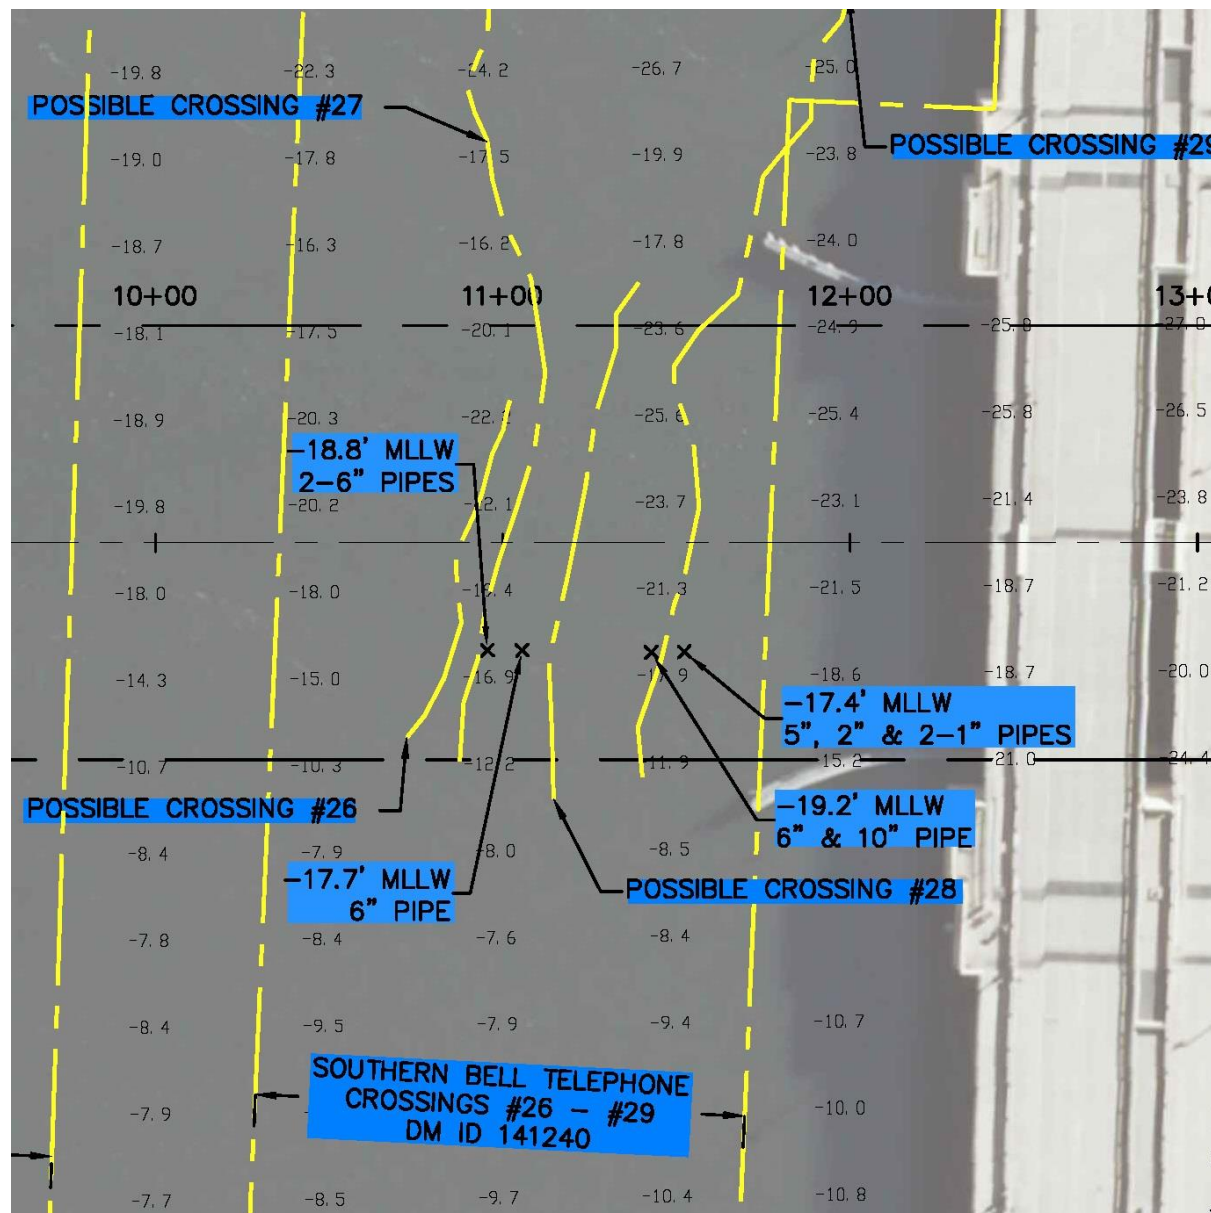 -19.8 -22.3 -24.2 -26.7 -25.0
POSSIBLE CROSSING #27
POSSIBLE CROSSING #29
-19.0 -17.8 -17.5 -19.9 -23.8
-18.7 -16.3 -16.2 -17.8 -24.0
10+00 11+00 12+00
-18.1 -17.5 -20.1 -23.6 -24.9 -25.8 -27.0
-18.9 -20.3 -25.6 -25.4 -25.8 -26.5
-18.8' MLLW
2-6" PIPES
-19.8 -20.2 -22.1 -23.7 -23.1 -21.4 -23.8
-18.0 -18.0 -19.4 -21.3 -21.5 -18.7 -21.2
-14.3 -15.0 -16.9 -17.9 -18.6 -18.7 -20.0
-17.4' MLLW
5", 2" & 2-1" PIPES
-10.7 -10.3 -12.2 -11.9 -15.2 -21.0 -24.4
POSSIBLE CROSSING #26
-19.2' MLLW
6" & 10" PIPE
-8.4 -7.9 -8.0 -8.5
-17.7' MLLW
6" PIPE
POSSIBLE CROSSING #28
-7.8 -8.4 -7.6 -8.4
-8.4 -9.5 -7.9 -9.4 -10.7
SOUTHERN BELL TELEPHONE
CROSSINGS #26 - #29
DM ID 141240
-7.9 -10.0
-7.7 -8.5 -9.7 -10.4 -10.8